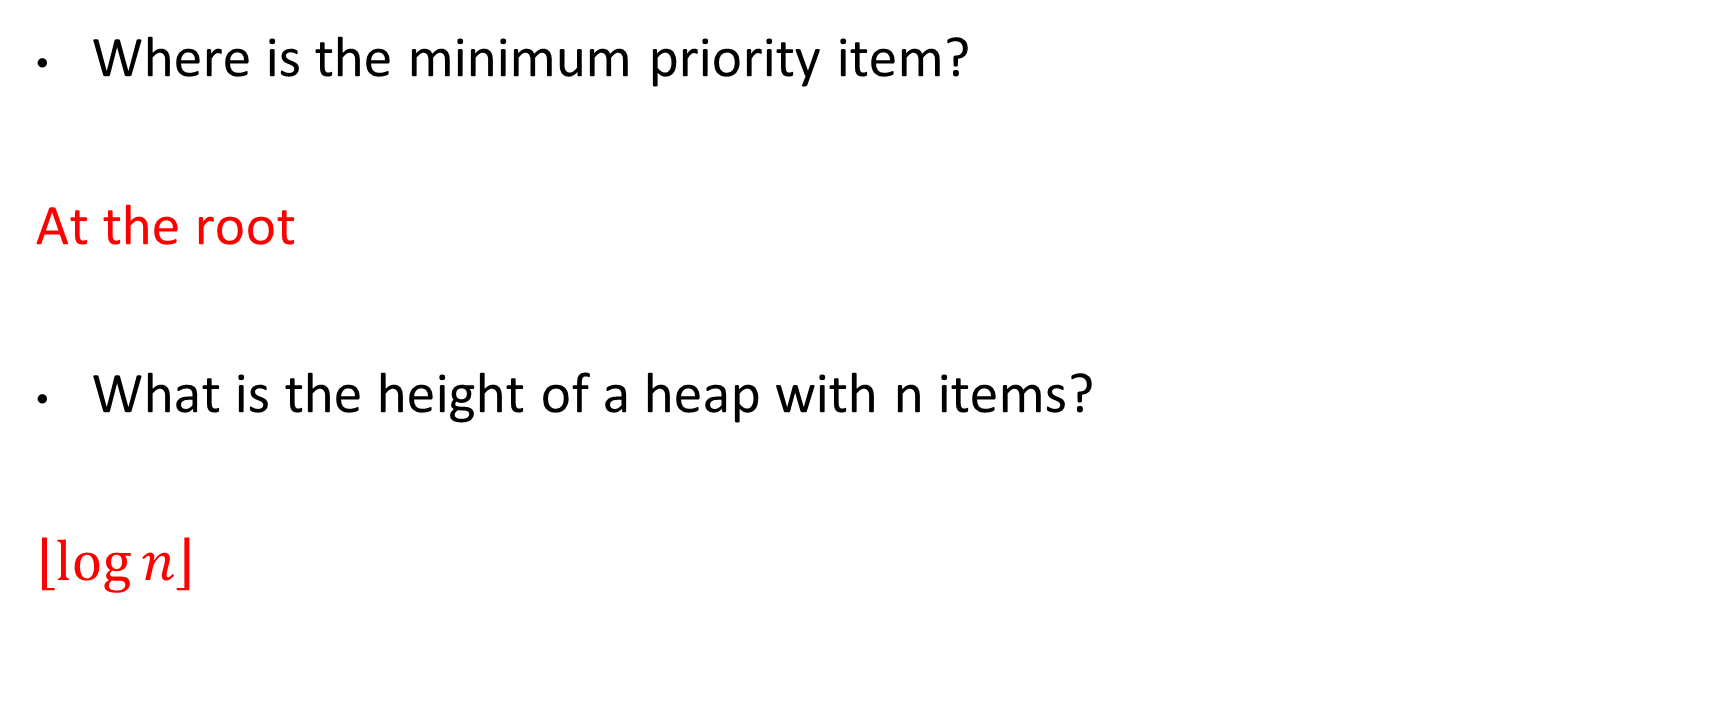 • Where is the minimum priority item?
At the root
• What is the height of a heap with n items?
⌊log n⌋